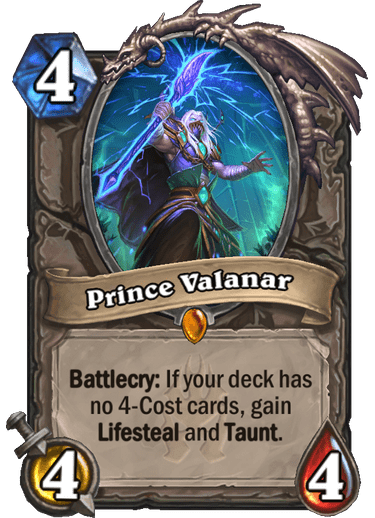 4
Prince Valanar
Battlecry: If your deck has
no 4-Cost cards, gain
Lifesteal and Taunt.
4
4